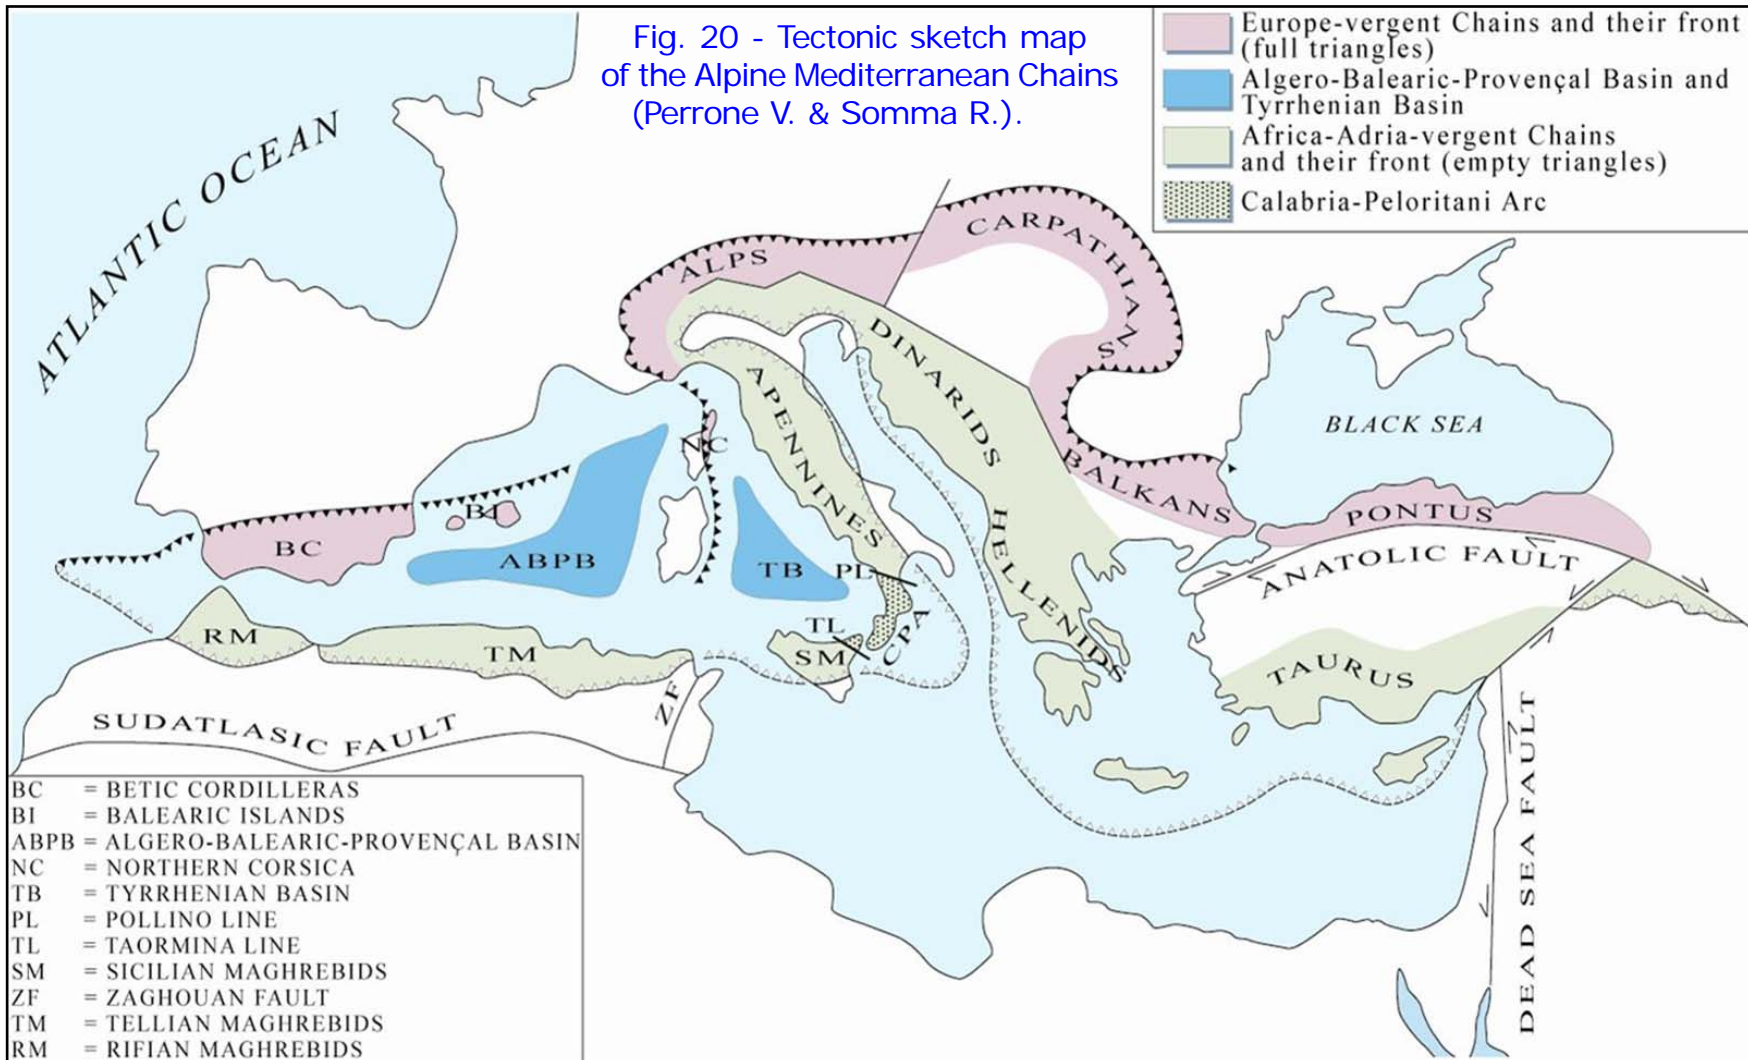 Fig. 20 - Tectonic sketch map
of the Alpine Mediterranean Chains
(Perrone V. & Somma R.).
Europe-vergent Chains and their front
(full triangles)
Algero-Balearic-Provençal Basin and
Tyrrhenian Basin
Africa-Adria-vergent Chains
and their front (empty triangles)
Calabria-Peloritani Arc
ATLANTIC OCEAN
ALPS
CARPATHIANS
DINARIDS
APENNINES
BLACK SEA
NC
BALKANS
BI
BC
ABPB
TB
PL
HELLENIDS
PONTUS
ANATOLIC FAULT
RM
TM
TL
SM
CPA
TAURUS
ZF
SUDATLASIC FAULT
DEAD SEA FAULT
BC = BETIC CORDILLERAS
BI = BALEARIC ISLANDS
ABPB = ALGERO-BALEARIC-PROVENÇAL BASIN
NC = NORTHERN CORSICA
TB = TYRRHENIAN BASIN
PL = POLLINO LINE
TL = TAORMINA LINE
SM = SICILIAN MAGHREBIDS
ZF = ZAGHOUAN FAULT
TM = TELLIAN MAGHREBIDS
RM = RIFIAN MAGHREBIDS